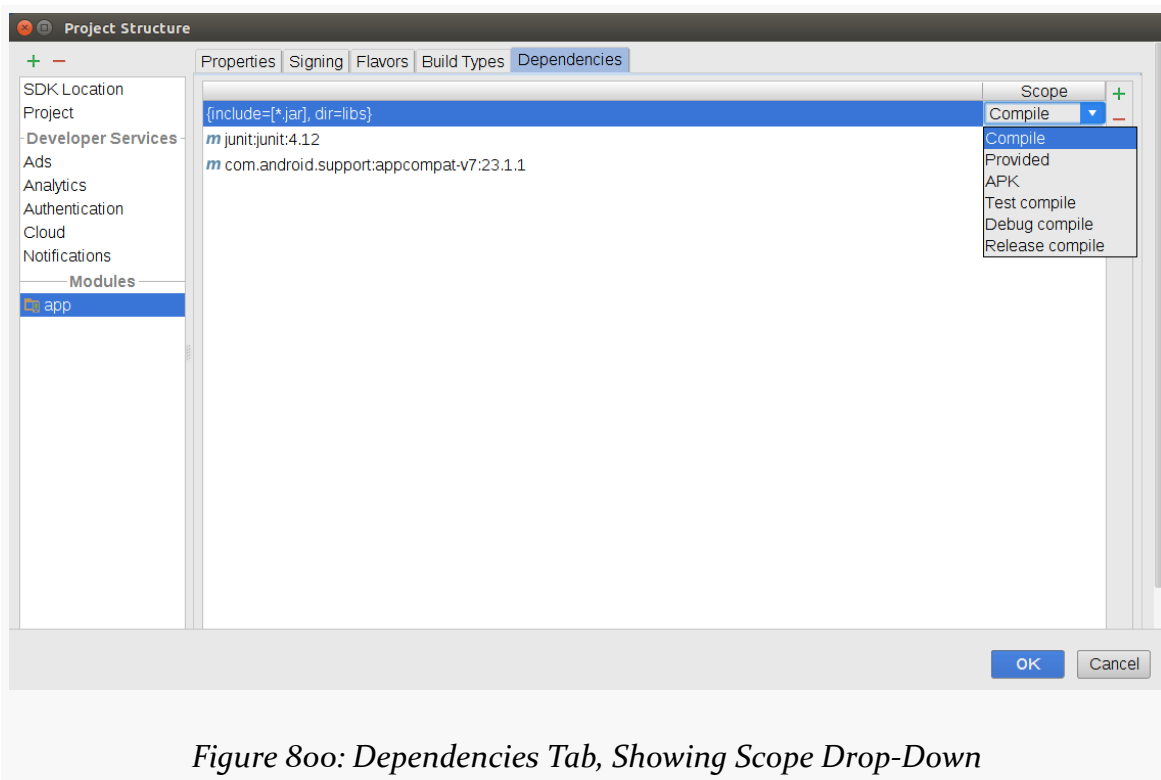 Project Structure
Properties Signing Flavors Build Types Dependencies
SDK Location
Project
Developer Services
Ads
Analytics
Authentication
Cloud
Notifications
Modules
app
Scope
{include=[*.jar], dir=libs} Compile
m junit:junit:4.12
m com.android.support:appcompat-v7:23.1.1
Compile
Provided
APK
Test compile
Debug compile
Release compile
OK Cancel
Figure 800: Dependencies Tab, Showing Scope Drop-Down